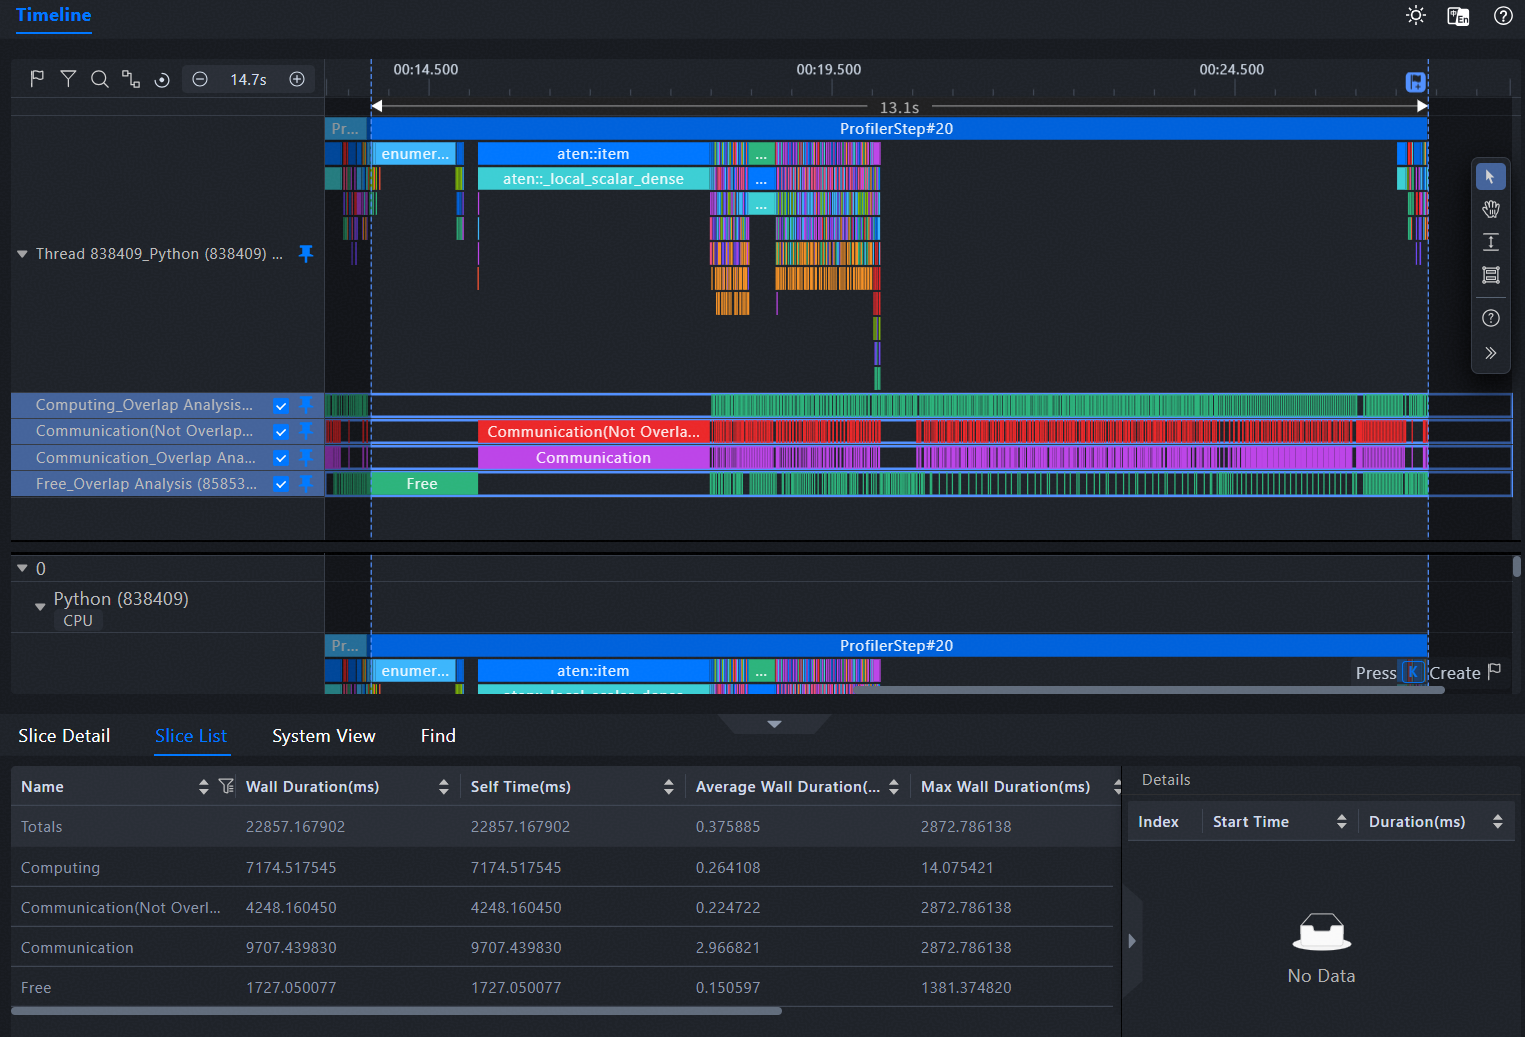 Timeline
14.7s
00:14.500
00:19.500
00:24.500
13.1s
Pr...
ProfilerStep#20
enumer...
aten::item
...
aten::_local_scalar_dense
...
...
Thread 838409_Python (838409) ...
Computing_Overlap Analysis...
Communication(Not Overlap...
Communication(Not Overla...
Communication_Overlap Ana...
Communication
Free_Overlap Analysis (85853...
Free
0
Python (838409)
CPU
Pr...
ProfilerStep#20
enumer...
aten::item
...
Press K Create
aten::_local_scalar_dense
Slice Detail
Slice List
System View
Find
Name
Wall Duration(ms)
Self Time(ms)
Average Wall Duration(...
Max Wall Duration(ms)
Totals
22857.167902
22857.167902
0.375885
2872.786138
Computing
7174.517545
7174.517545
0.264108
14.075421
Communication(Not Overl...
4248.160450
4248.160450
0.224722
2872.786138
Communication
9707.439830
9707.439830
2.966821
2872.786138
Free
1727.050077
1727.050077
0.150597
1381.374820
Details
Index
Start Time
Duration(ms)
No Data